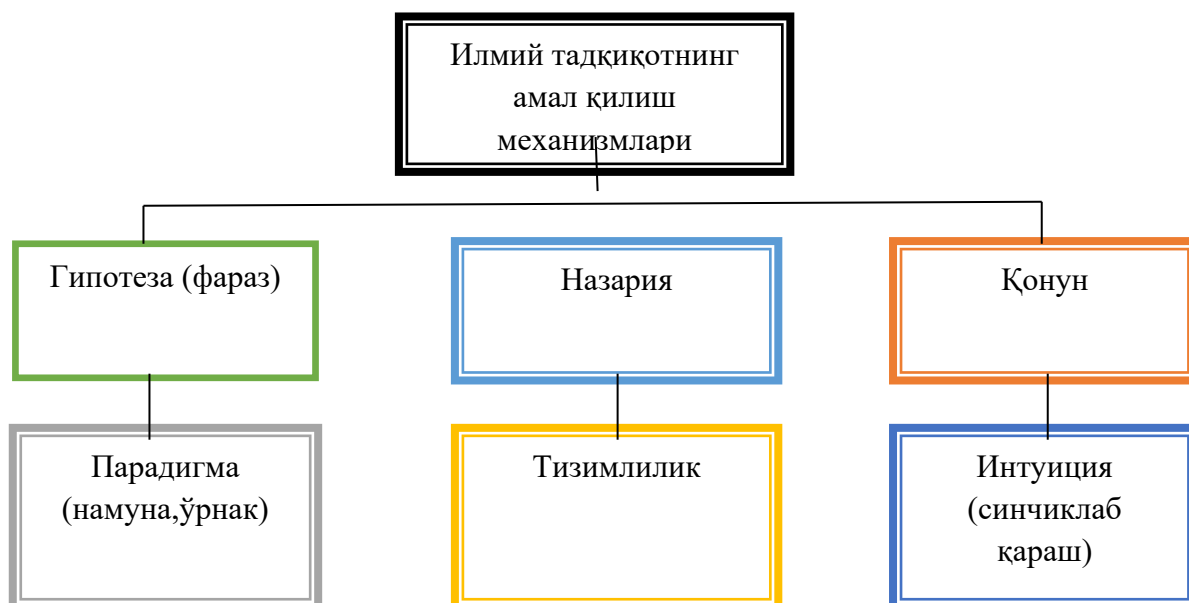 Илмий тадқиқотнинг
амал қилиш
механизмлари
Гипотеза (фараз)
Назария
Қонун
Парадигма
(намуна,ўрнак)
Тизимлилик
Интуиция
(синчиклаб
қараш)